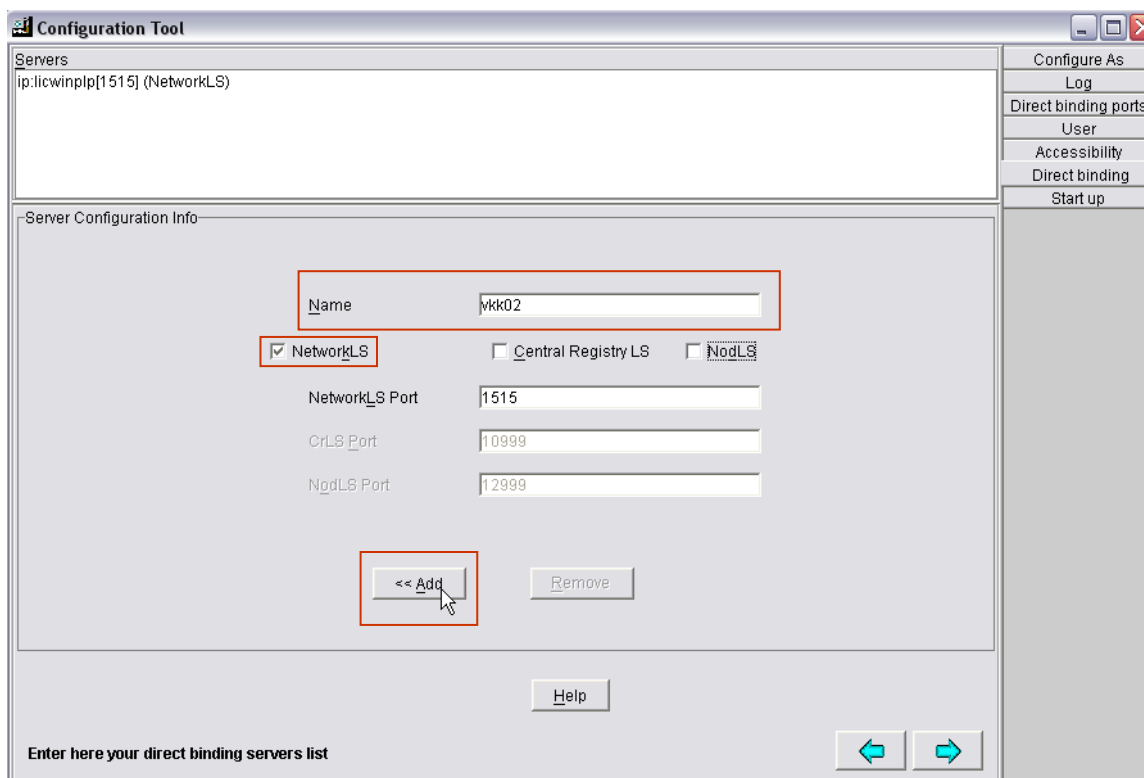 Configuration Tool
Servers
ip:licwinplp[1515] (NetworkLS)
Configure As
Log
Direct binding ports
User
Accessibility
Direct binding
Start up
Server Configuration Info
Name vkk02
NetworkLS Central Registry LS NodLS
NetworkLS Port 1515
CrLS Port 10999
NodLS Port 12999
<< Add Remove
Help
Enter here your direct binding servers list